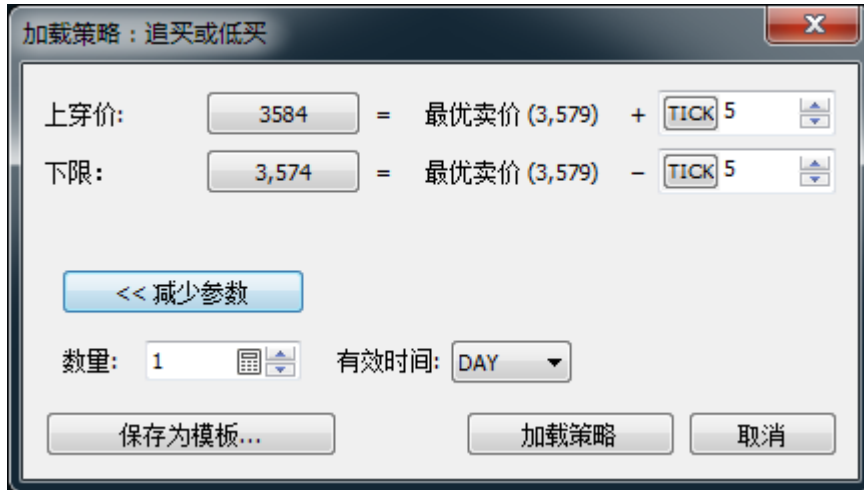 加载策略：追买或低买
上穿价: 3584 = 最优卖价 (3,579) + TICK 5
下限： 3,574 = 最优卖价 (3,579) − TICK 5
<< 减少参数
数量: 1 有效时间: DAY
保存为模板... 加载策略 取消